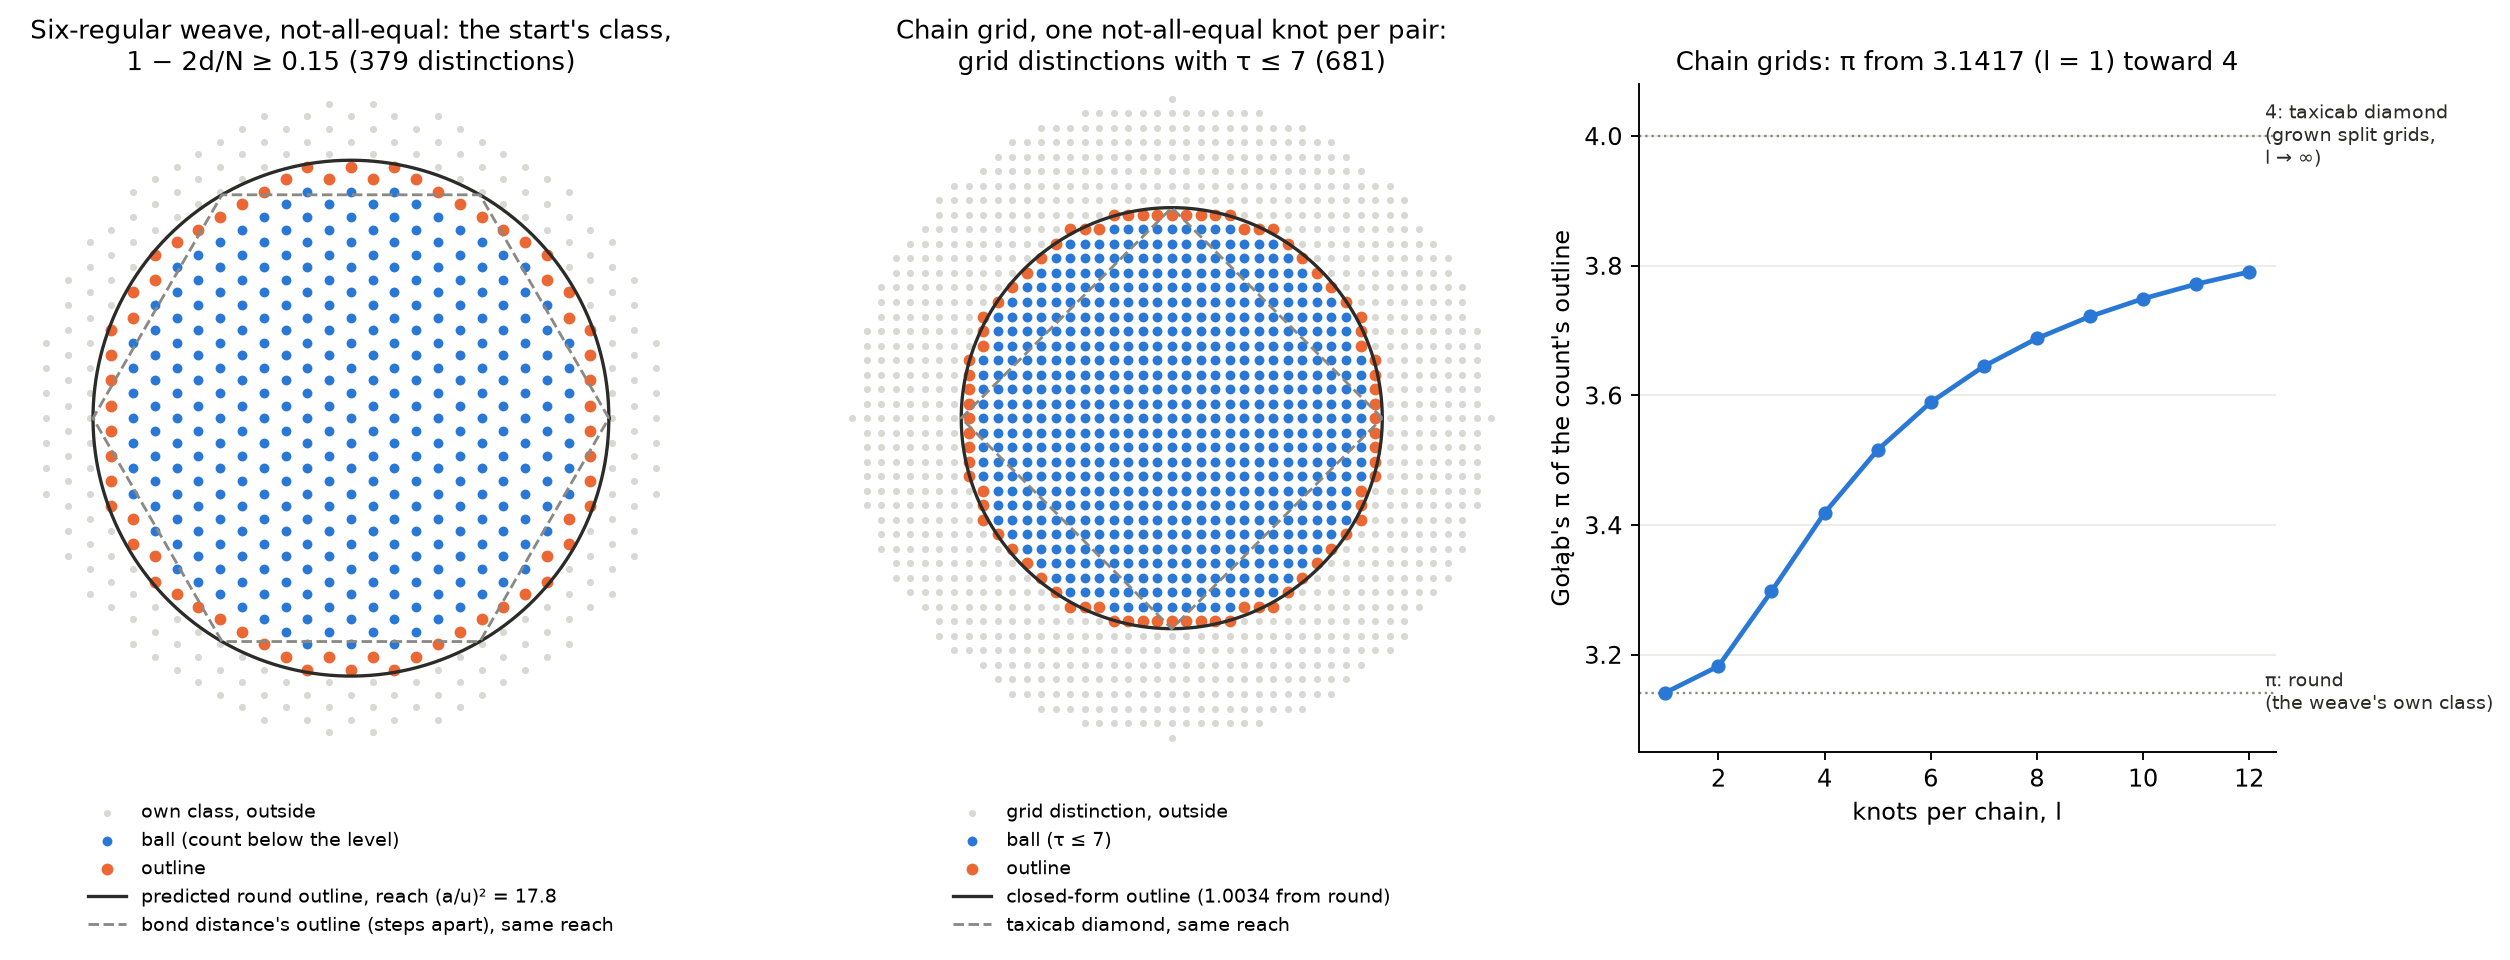 Six-regular weave, not-all-equal: the start's class,
1 − 2d/N ≥ 0.15 (379 distinctions)
own class, outside
ball (count below the level)
outline
predicted round outline, reach (a/u)² = 17.8
bond distance's outline (steps apart), same reach
Chain grid, one not-all-equal knot per pair:
grid distinctions with τ ≤ 7 (681)
grid distinction, outside
ball (τ ≤ 7)
outline
closed-form outline (1.0034 from round)
taxicab diamond, same reach
Chain grids: π from 3.1417 (l = 1) toward 4
Gołąb's π of the count's outline
4.0
3.8
3.6
3.4
3.2
4: taxicab diamond
(grown split grids,
l → ∞)
π: round
(the weave's own class)
2 4 6 8 10 12
knots per chain, l